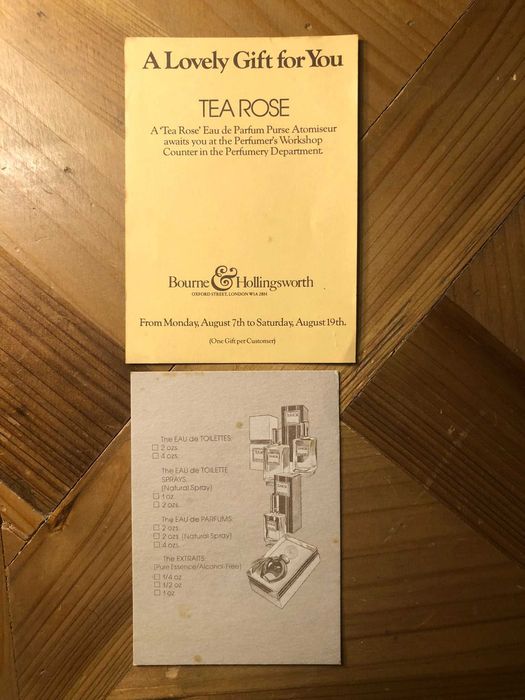 A Lovely Gift for You
TEA ROSE
A 'Tea Rose' Eau de Parfum Purse Atomiseur
awaits you at the Perfumer's Workshop
Counter in the Perfumery Department.
Bourne & Hollingsworth
OXFORD STREET, LONDON W1A 2BH
From Monday, August 7th to Saturday, August 19th.
(One Gift per Customer)
The EAU de TOILETTES:
2 ozs.
4 ozs.
The EAU de TOILETTE
SPRAYS:
(Natural Spray)
1 oz
2 ozs.
The EAU de PARFUMS:
2 ozs.
2 ozs. (Natural Spray)
4 ozs.
The EXTRAITS:
(Pure Essence/Alcohol-Free)
1/4 oz
1/2 oz
1 oz